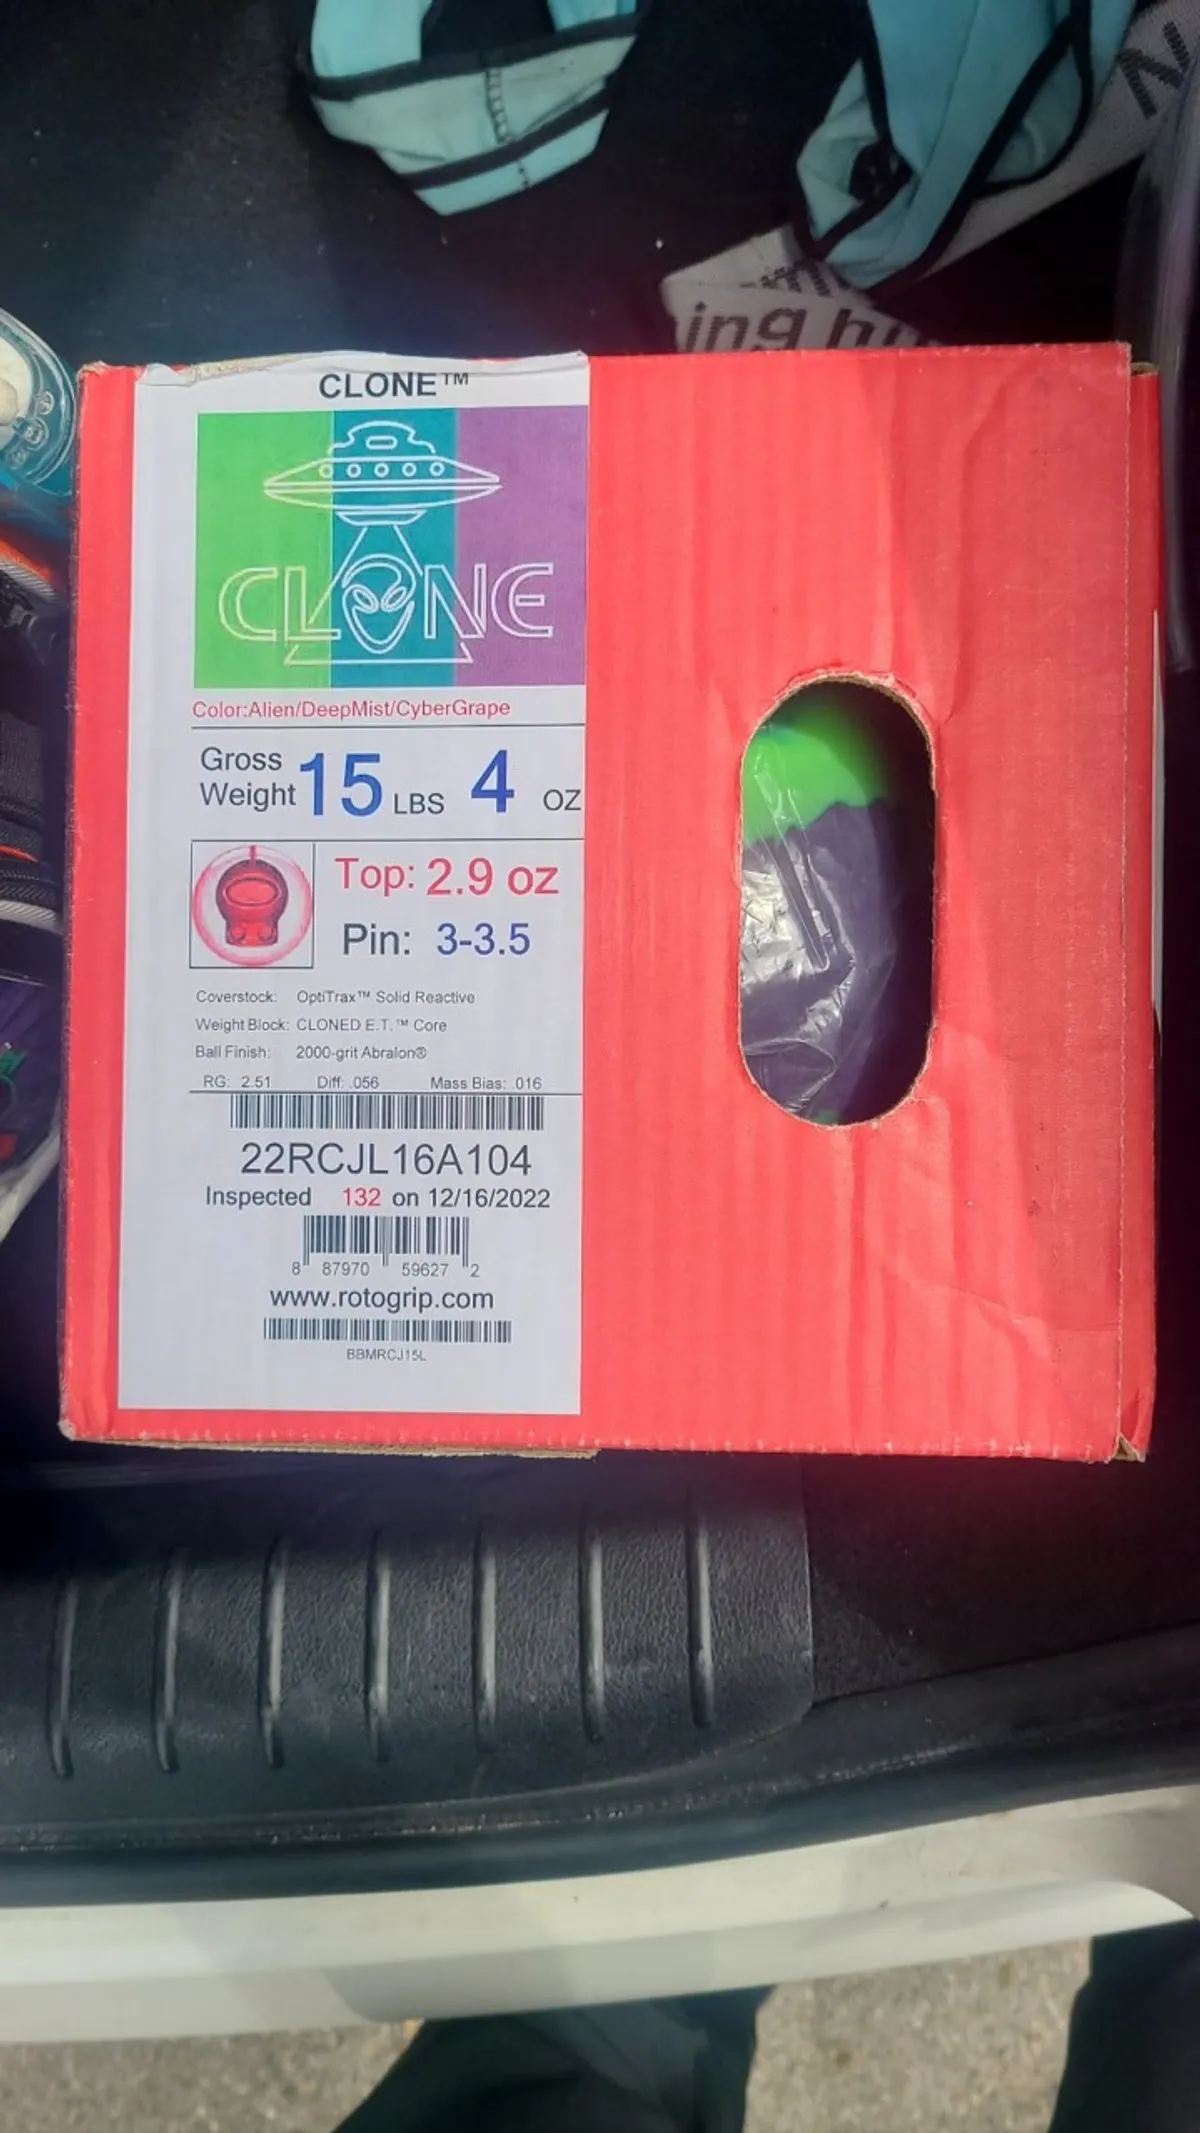 N
ing hu
CLONE™
CLONE
Color:Alien/DeepMist/CyberGrape
Gross Weight 15 LBS 4 OZ
Top: 2.9 oz
Pin: 3-3.5
Coverstock: OptiTrax™ Solid Reactive
Weight Block: CLONED E.T.™ Core
Ball Finish: 2000-grit Abralon®
RG: 2.51 Diff: .056 Mass Bias: .016
22RCJL16A104
Inspected 132 on 12/16/2022
8 87970 59627 2
www.rotogrip.com
BBMRCJ15L